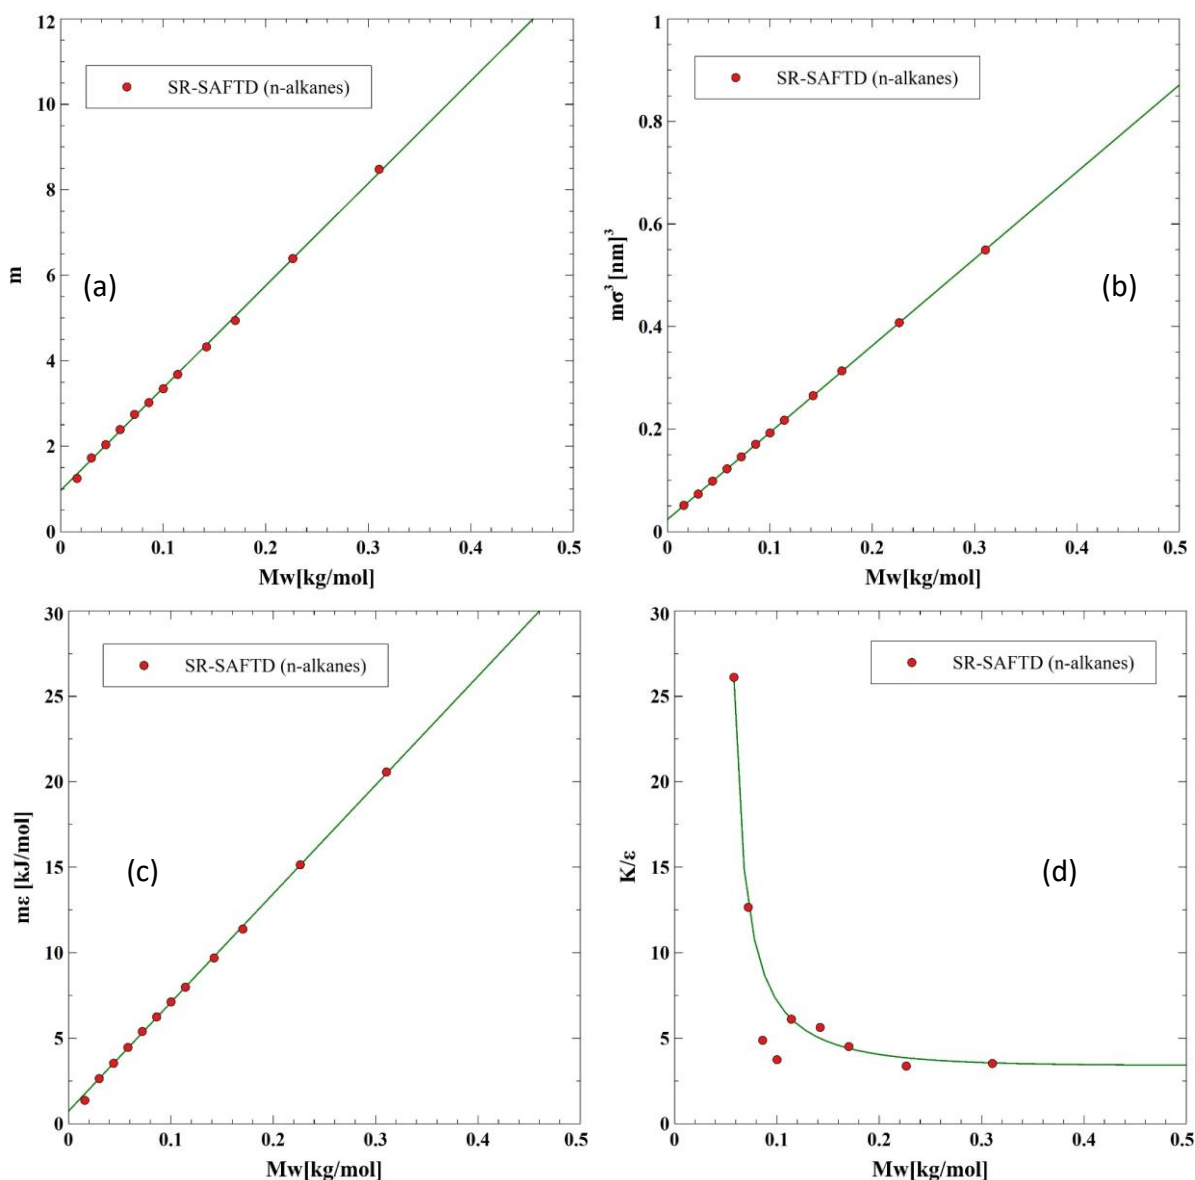 12
10
8
6
4
2
0
m
SR-SAFTD (n-alkanes)
(a)
0 0.1 0.2 0.3 0.4 0.5
Mw[kg/mol]
1
0.8
0.6
0.4
0.2
0
mσ³ [nm]³
SR-SAFTD (n-alkanes)
(b)
0 0.1 0.2 0.3 0.4 0.5
Mw[kg/mol]
30
25
20
15
10
5
0
mε [kJ/mol]
SR-SAFTD (n-alkanes)
(c)
0 0.1 0.2 0.3 0.4 0.5
Mw[kg/mol]
30
25
20
15
10
5
0
K/ε
SR-SAFTD (n-alkanes)
(d)
0 0.1 0.2 0.3 0.4 0.5
Mw[kg/mol]